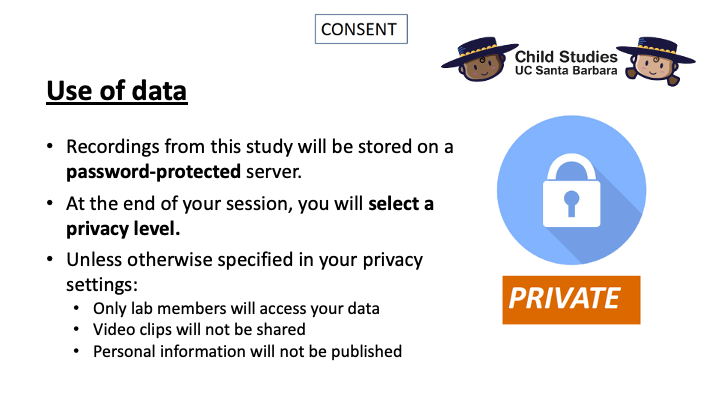 CONSENT
Child Studies
UC Santa Barbara
Use of data
• Recordings from this study will be stored on a
password-protected server.
• At the end of your session, you will select a
privacy level.
• Unless otherwise specified in your privacy
settings:
• Only lab members will access your data
• Video clips will not be shared
• Personal information will not be published
PRIVATE